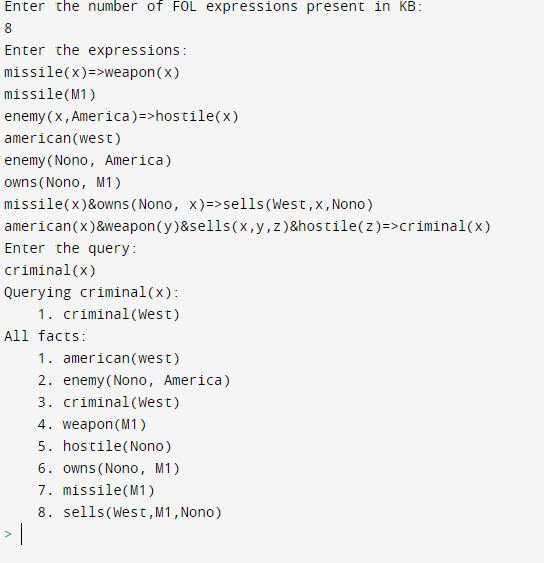 Enter the number of FOL expressions present in KB:
8
Enter the expressions:
missile(x)=>weapon(x)
missile(M1)
enemy(x,America)=>hostile(x)
american(west)
enemy(Nono, America)
owns(Nono, M1)
missile(x)&owns(Nono, x)=>sells(West,x,Nono)
american(x)&weapon(y)&sells(x,y,z)&hostile(z)=>criminal(x)
Enter the query:
criminal(x)
Querying criminal(x):
1. criminal(West)
All facts:
1. american(west)
2. enemy(Nono, America)
3. criminal(West)
4. weapon(M1)
5. hostile(Nono)
6. owns(Nono, M1)
7. missile(M1)
8. sells(West,M1,Nono)
>